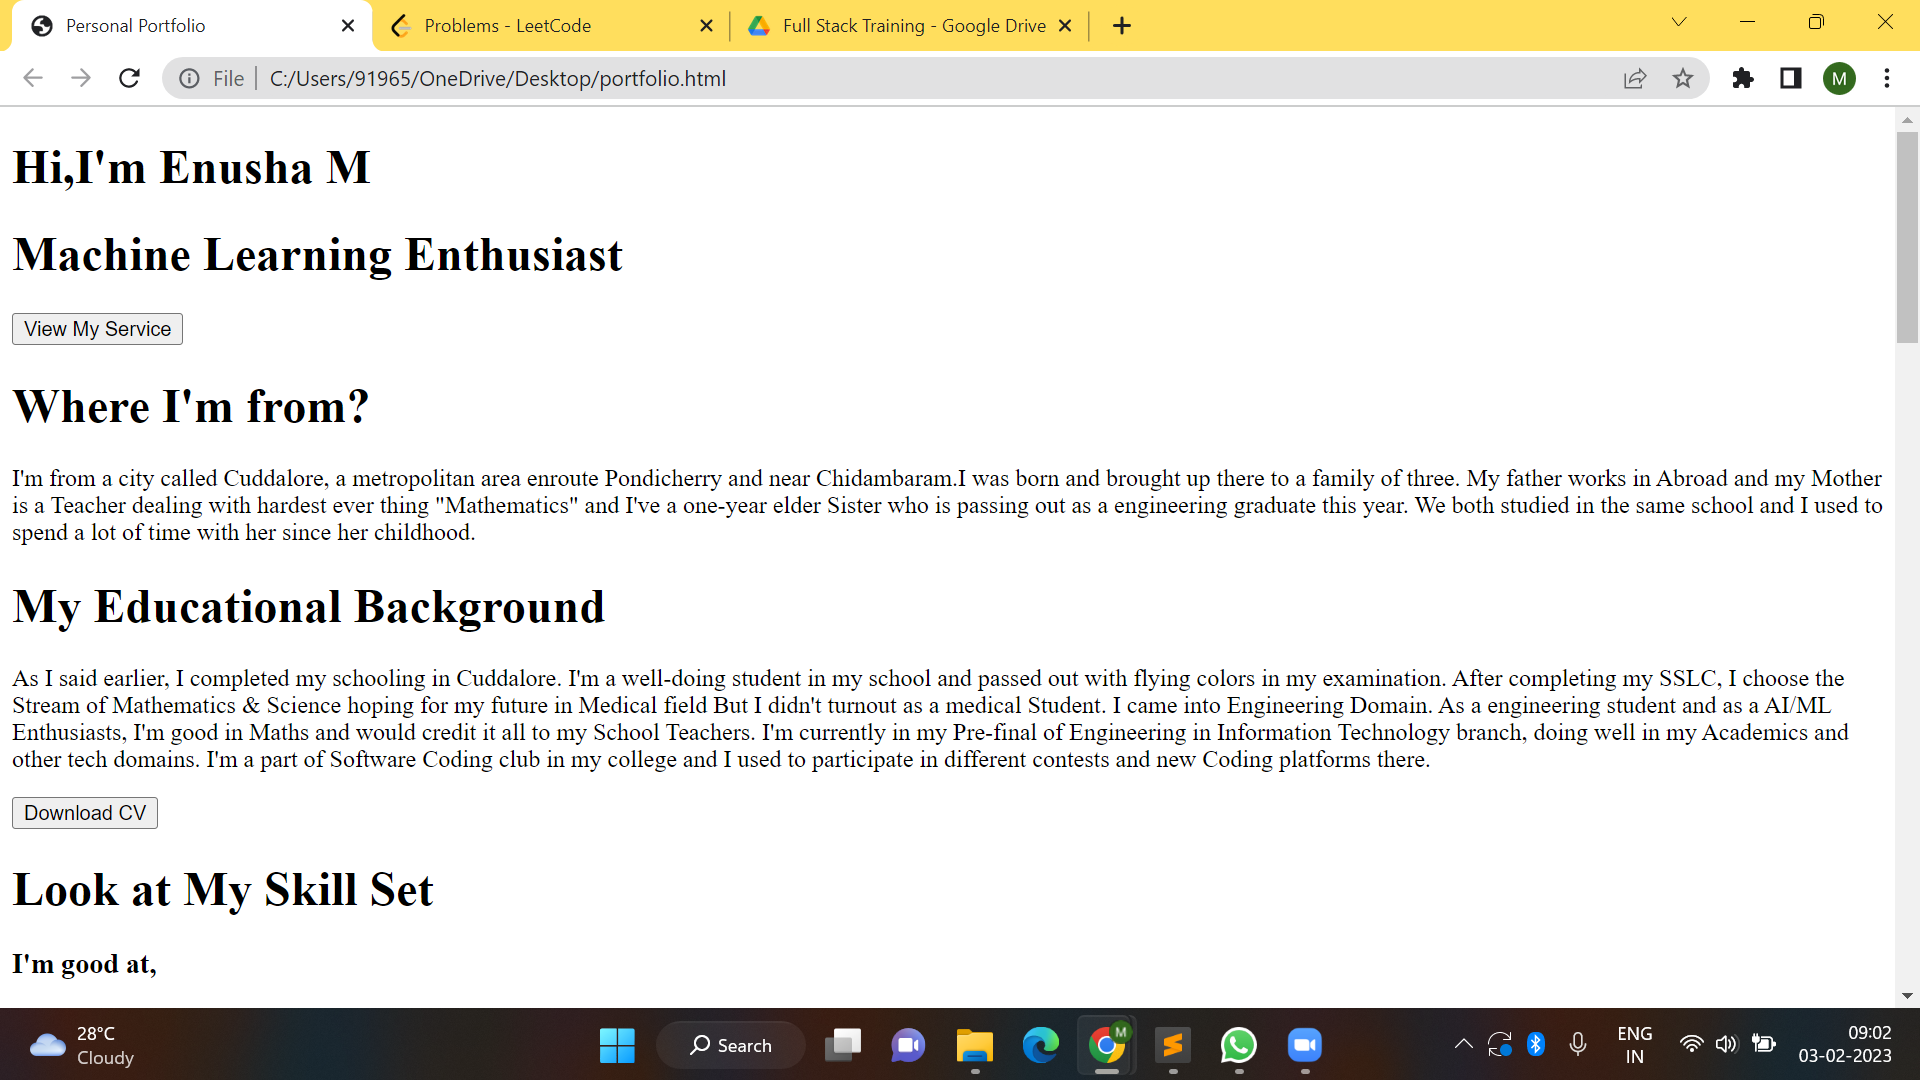 Personal Portfolio
Problems - LeetCode
Full Stack Training - Google Drive
File
C:/Users/91965/OneDrive/Desktop/portfolio.html
M
Hi,I'm Enusha M
Machine Learning Enthusiast
View My Service
Where I'm from?
I'm from a city called Cuddalore, a metropolitan area enroute Pondicherry and near Chidambaram.I was born and brought up there to a family of three. My father works in Abroad and my Mother
is a Teacher dealing with hardest ever thing "Mathematics" and I've a one-year elder Sister who is passing out as a engineering graduate this year. We both studied in the same school and I used to
spend a lot of time with her since her childhood.
My Educational Background
As I said earlier, I completed my schooling in Cuddalore. I'm a well-doing student in my school and passed out with flying colors in my examination. After completing my SSLC, I choose the
Stream of Mathematics & Science hoping for my future in Medical field But I didn't turnout as a medical Student. I came into Engineering Domain. As a engineering student and as a AI/ML
Enthusiasts, I'm good in Maths and would credit it all to my School Teachers. I'm currently in my Pre-final of Engineering in Information Technology branch, doing well in my Academics and
other tech domains. I'm a part of Software Coding club in my college and I used to participate in different contests and new Coding platforms there.
Download CV
Look at My Skill Set
I'm good at,
28°C
Cloudy
Search
M
ENG
IN
09:02
03-02-2023